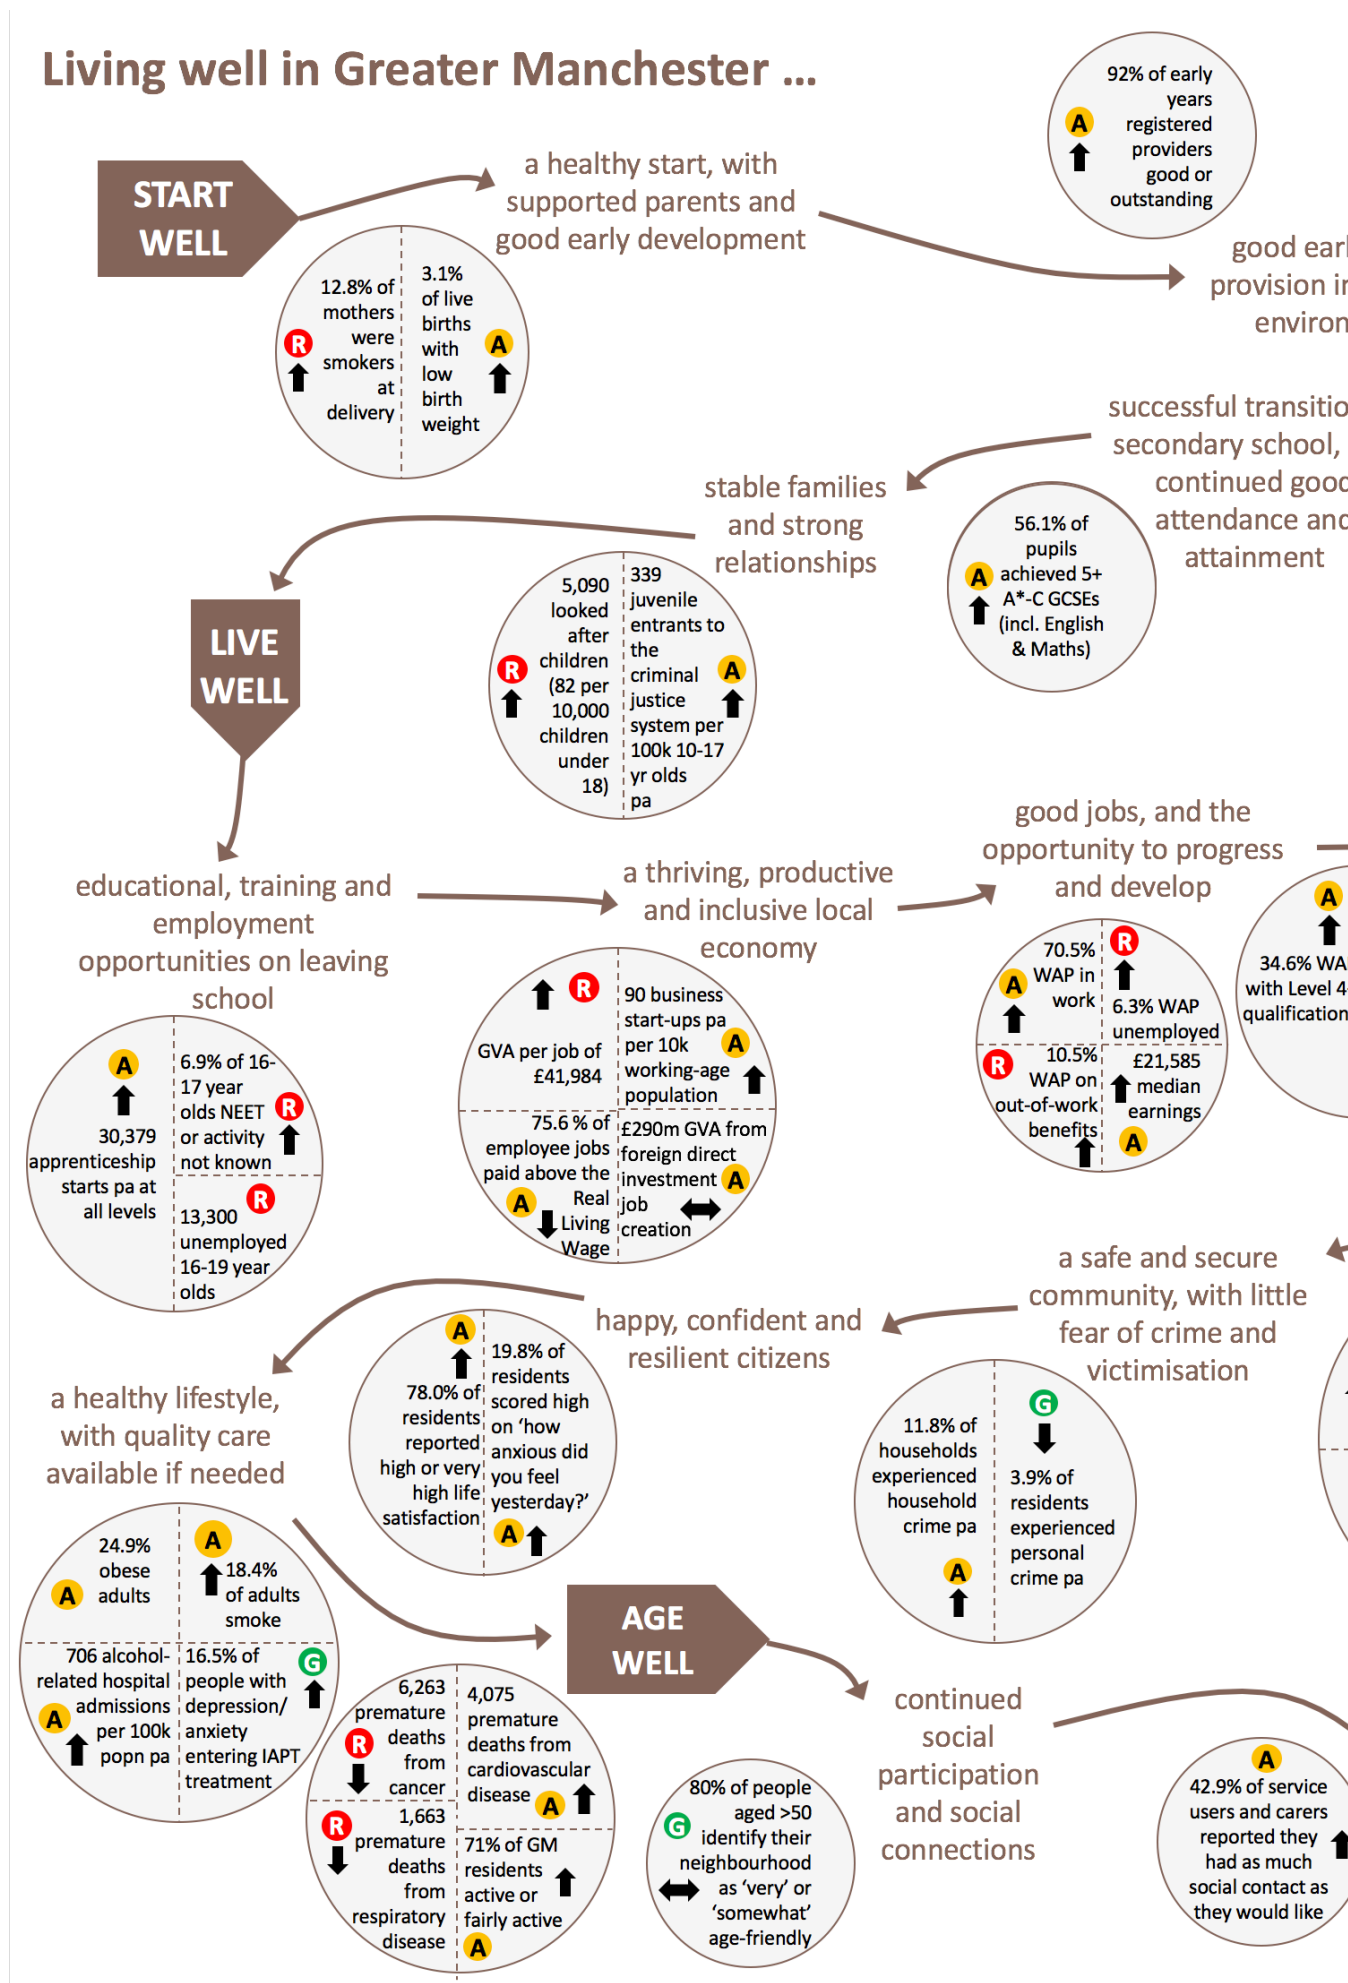 Living well in Greater Manchester ...
92% of early
years
registered
providers
good or
outstanding
A
START
WELL
a healthy start, with
supported parents and
good early development
12.8% of
mothers
were
smokers
at
delivery
R
3.1%
of live
births
with
low
birth
weight
A
good earl
provision in
environ
successful transitio
secondary school,
continued good
attendance and
attainment
56.1% of
pupils
achieved 5+
A*-C GCSEs
(incl. English
& Maths)
A
stable families
and strong
relationships
5,090
looked
after
children
(82 per
10,000
children
under
18)
R
339
juvenile
entrants to
the
criminal
justice
system per
100k 10-17
yr olds
pa
A
LIVE
WELL
educational, training and
employment
opportunities on leaving
school
A
30,379
apprenticeship
starts pa at
all levels
6.9% of 16-
17 year
olds NEET
or activity
not known
R
R
13,300
unemployed
16-19 year
olds
a thriving, productive
and inclusive local
economy
R
GVA per job of
£41,984
90 business
start-ups pa
per 10k
working-age
population
A
75.6 % of
employee jobs
paid above the
Real
Living
Wage
A
£290m GVA from
foreign direct
investment
job
creation
A
good jobs, and the
opportunity to progress
and develop
70.5%
WAP in
work
A
R
6.3% WAP
unemployed
R
10.5%
WAP on
out-of-work
benefits
£21,585
median
earnings
A
A
34.6% WA
with Level 4
qualification
a safe and secure
community, with little
fear of crime and
victimisation
11.8% of
households
experienced
household
crime pa
A
G
3.9% of
residents
experienced
personal
crime pa
happy, confident and
resilient citizens
A
78.0% of
residents
reported
high or very
high life
satisfaction
19.8% of
residents
scored high
on ‘how
anxious did
you feel
yesterday?’
A
a healthy lifestyle,
with quality care
available if needed
24.9%
obese
adults
A
A
18.4%
of adults
smoke
706 alcohol-
related hospital
admissions
per 100k
popn pa
A
16.5% of
people with
depression/
anxiety
entering IAPT
treatment
G
6,263
premature
deaths
from
cancer
R
4,075
premature
deaths from
cardiovascular
disease
A
1,663
premature
deaths
from
respiratory
disease
R
71% of GM
residents
active or
fairly active
A
AGE
WELL
80% of people
aged >50
identify their
neighbourhood
as ‘very’ or
‘somewhat’
age-friendly
G
continued
social
participation
and social
connections
A
42.9% of service
users and carers
reported they
had as much
social contact as
they would like